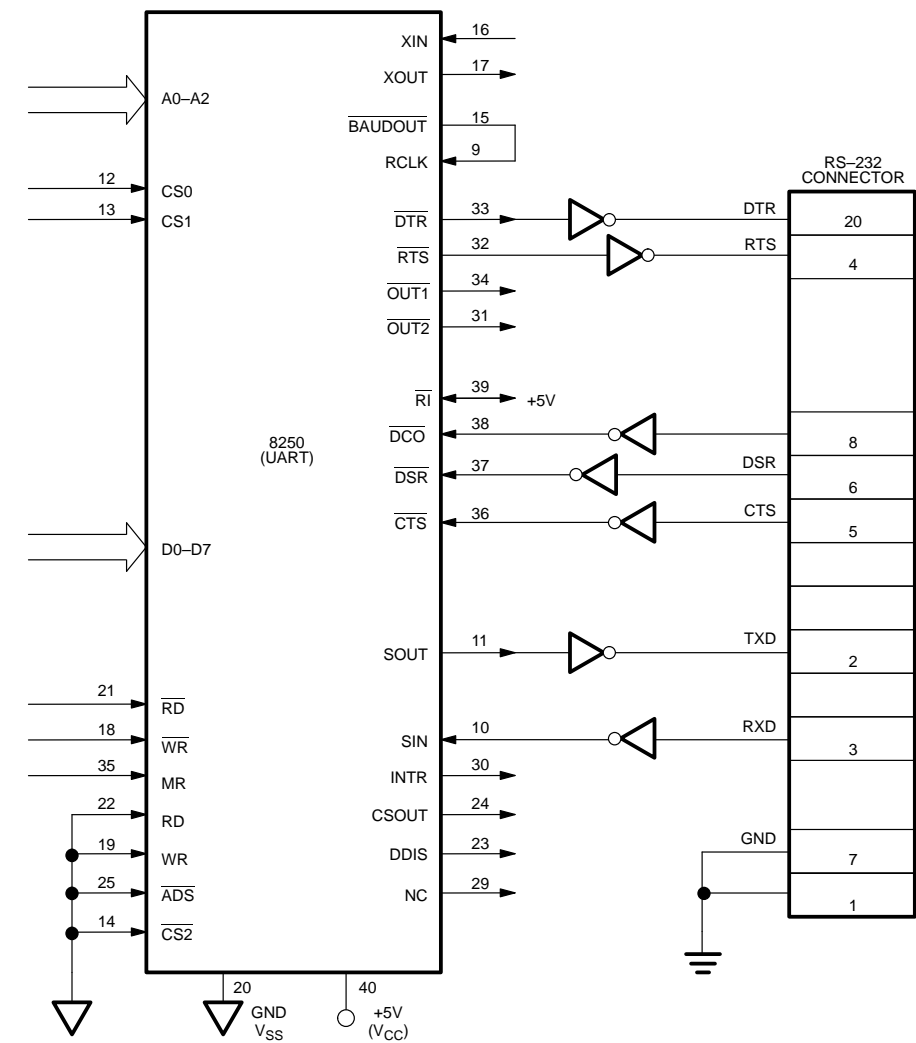 16
XIN
17
XOUT
A0–A2
15
BAUDOUT
9
RCLK
RS–232
CONNECTOR
12
CS0
13
CS1
33
DTR
DTR
20
32
RTS
RTS
4
34
OUT1
31
OUT2
39
RI
+5V
38
DCO
8
8250
(UART)
37
DSR
DSR
6
36
CTS
CTS
5
D0–D7
11
SOUT
TXD
2
21
RD
18
WR
10
SIN
RXD
3
35
MR
30
INTR
22
RD
24
CSOUT
19
WR
23
DDIS
GND
7
25
ADS
29
NC
1
14
CS2
20
GND
VSS
40
+5V
(VCC)